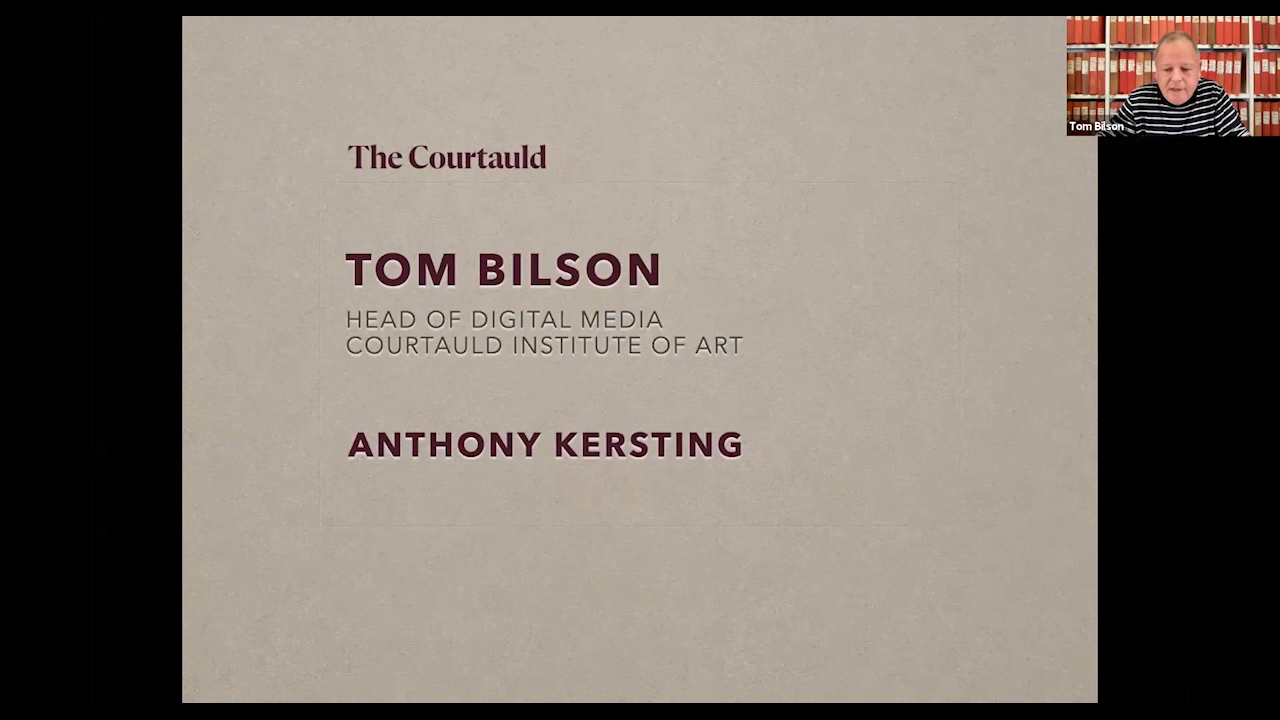 The Courtauld
TOM BILSON
HEAD OF DIGITAL MEDIA
COURTAULD INSTITUTE OF ART
ANTHONY KERSTING
Tom Bilson